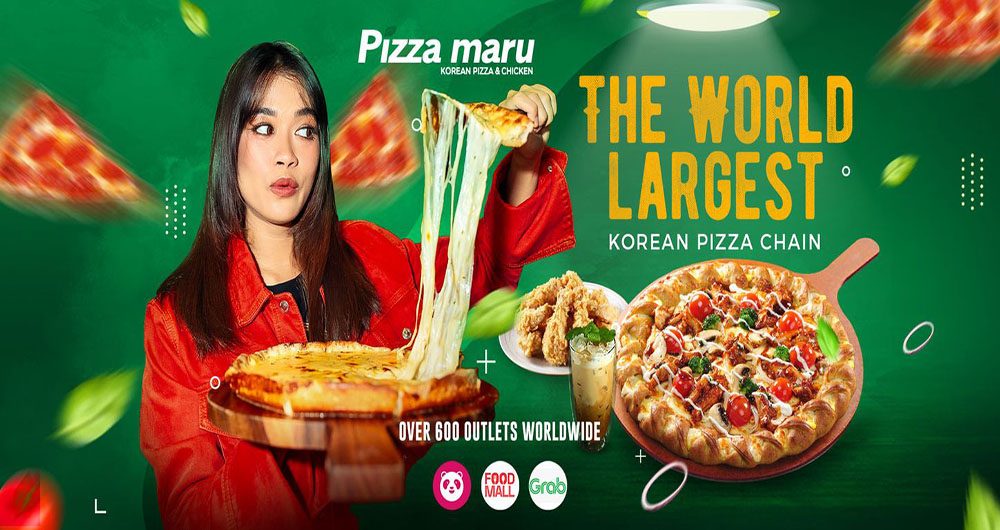 Pizza maru
KOREAN PIZZA & CHICKEN
THE WORLD
LARGEST
KOREAN PIZZA CHAIN
OVER 600 OUTLETS WORLDWIDE
FOOD
MALL
Grab